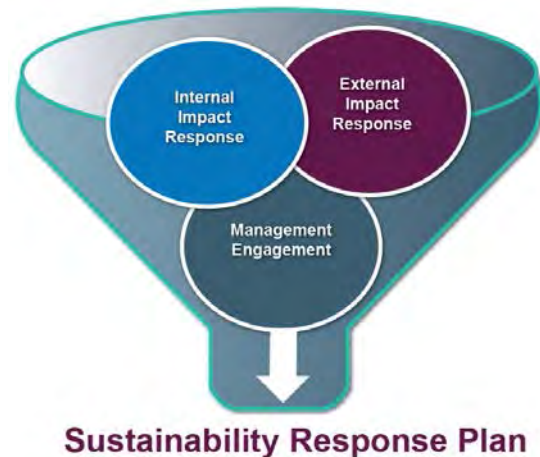 Internal
Impact
Response
External
Impact
Response
Management
Engagement
Sustainability Response Plan